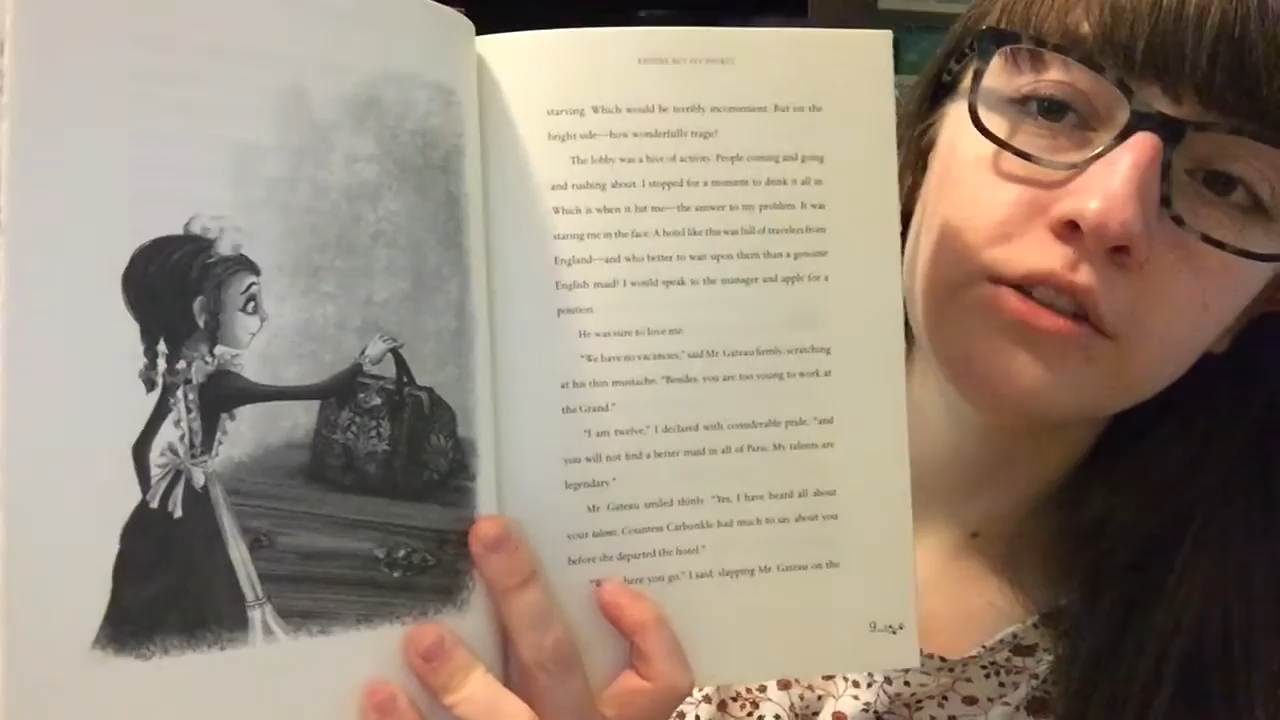 starving. Which would be terribly inconvenient. But on the
bright side—how wonderfully tragic!
The lobby was a hive of activity. People coming and going
and rushing about. I stopped for a moment to drink it all in.
Which is when it hit me—the answer to my problem. It was
staring me in the face. A hotel like this was full of travelers from
England—and who better to wait upon them than a genuine
English maid? I would speak to the manager and apply for a
position.
He was sure to love me.
"We have no vacancies," said Mr. Gateau firmly, scratching
at his thin mustache. "Besides, you are too young to work at
the Grand."
"I am twelve," I declared with considerable pride, "and
you will not find a better maid in all of Paris. My talents are
legendary."
Mr. Gateau smiled thinly. "Yes, I have heard all about
your talents. Countess Carbunkle had much to say about you
before she departed the hotel."
here you go," I said, slapping Mr. Gateau on the
9